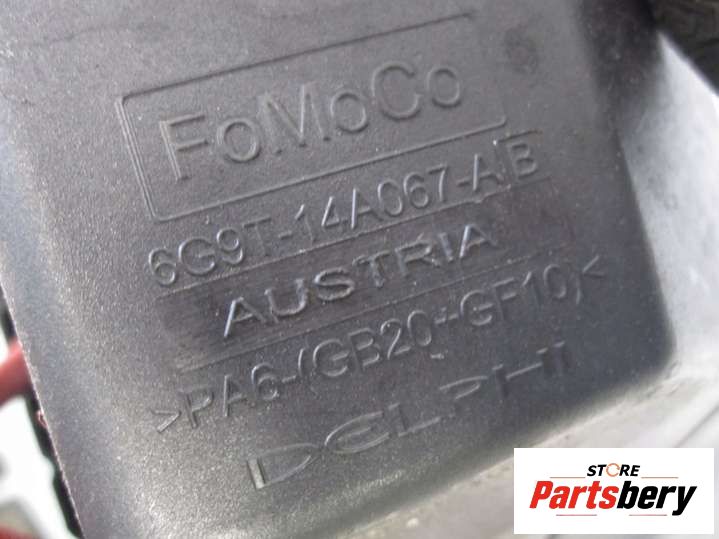 FoMoCo
6G9T-14A067-AB
AUSTRIA
>PA6-(GB20+GF10)<
DELPHI
STORE
Partsbery